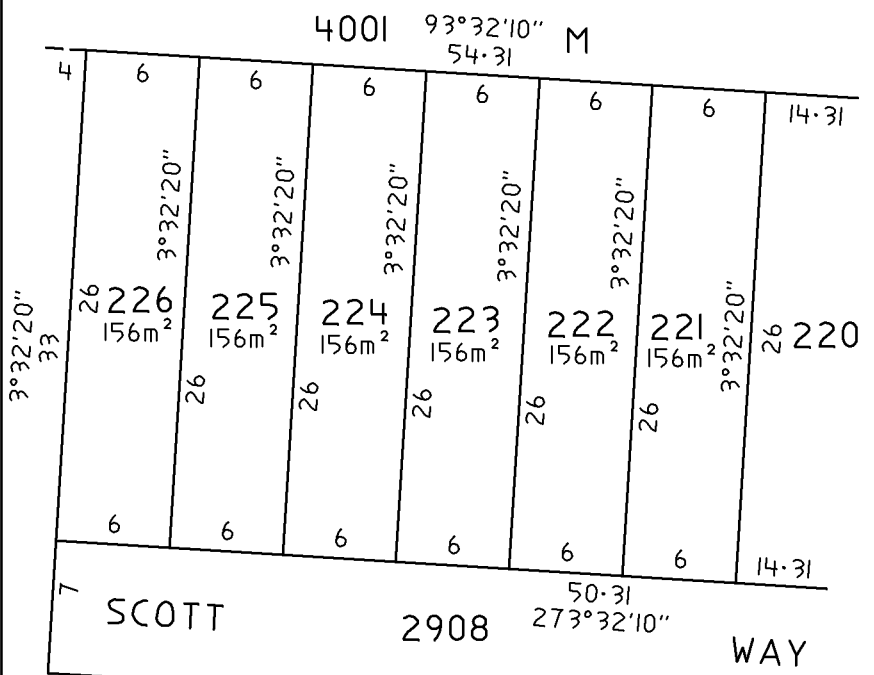 4001 93°32'10" M
54·31
4 6 6 6 6 6 6 14·31
3°32'20" 3°32'20" 3°32'20" 3°32'20" 3°32'20"
3°32'20" 33
26 226 225 224 223 222 221 3°32'20" 26 220
156m² 156m² 156m² 156m² 156m² 156m²
26 26 26 26 26
6 6 6 6 6 6 14·31
7
50·31
SCOTT 2908 273°32'10" WAY